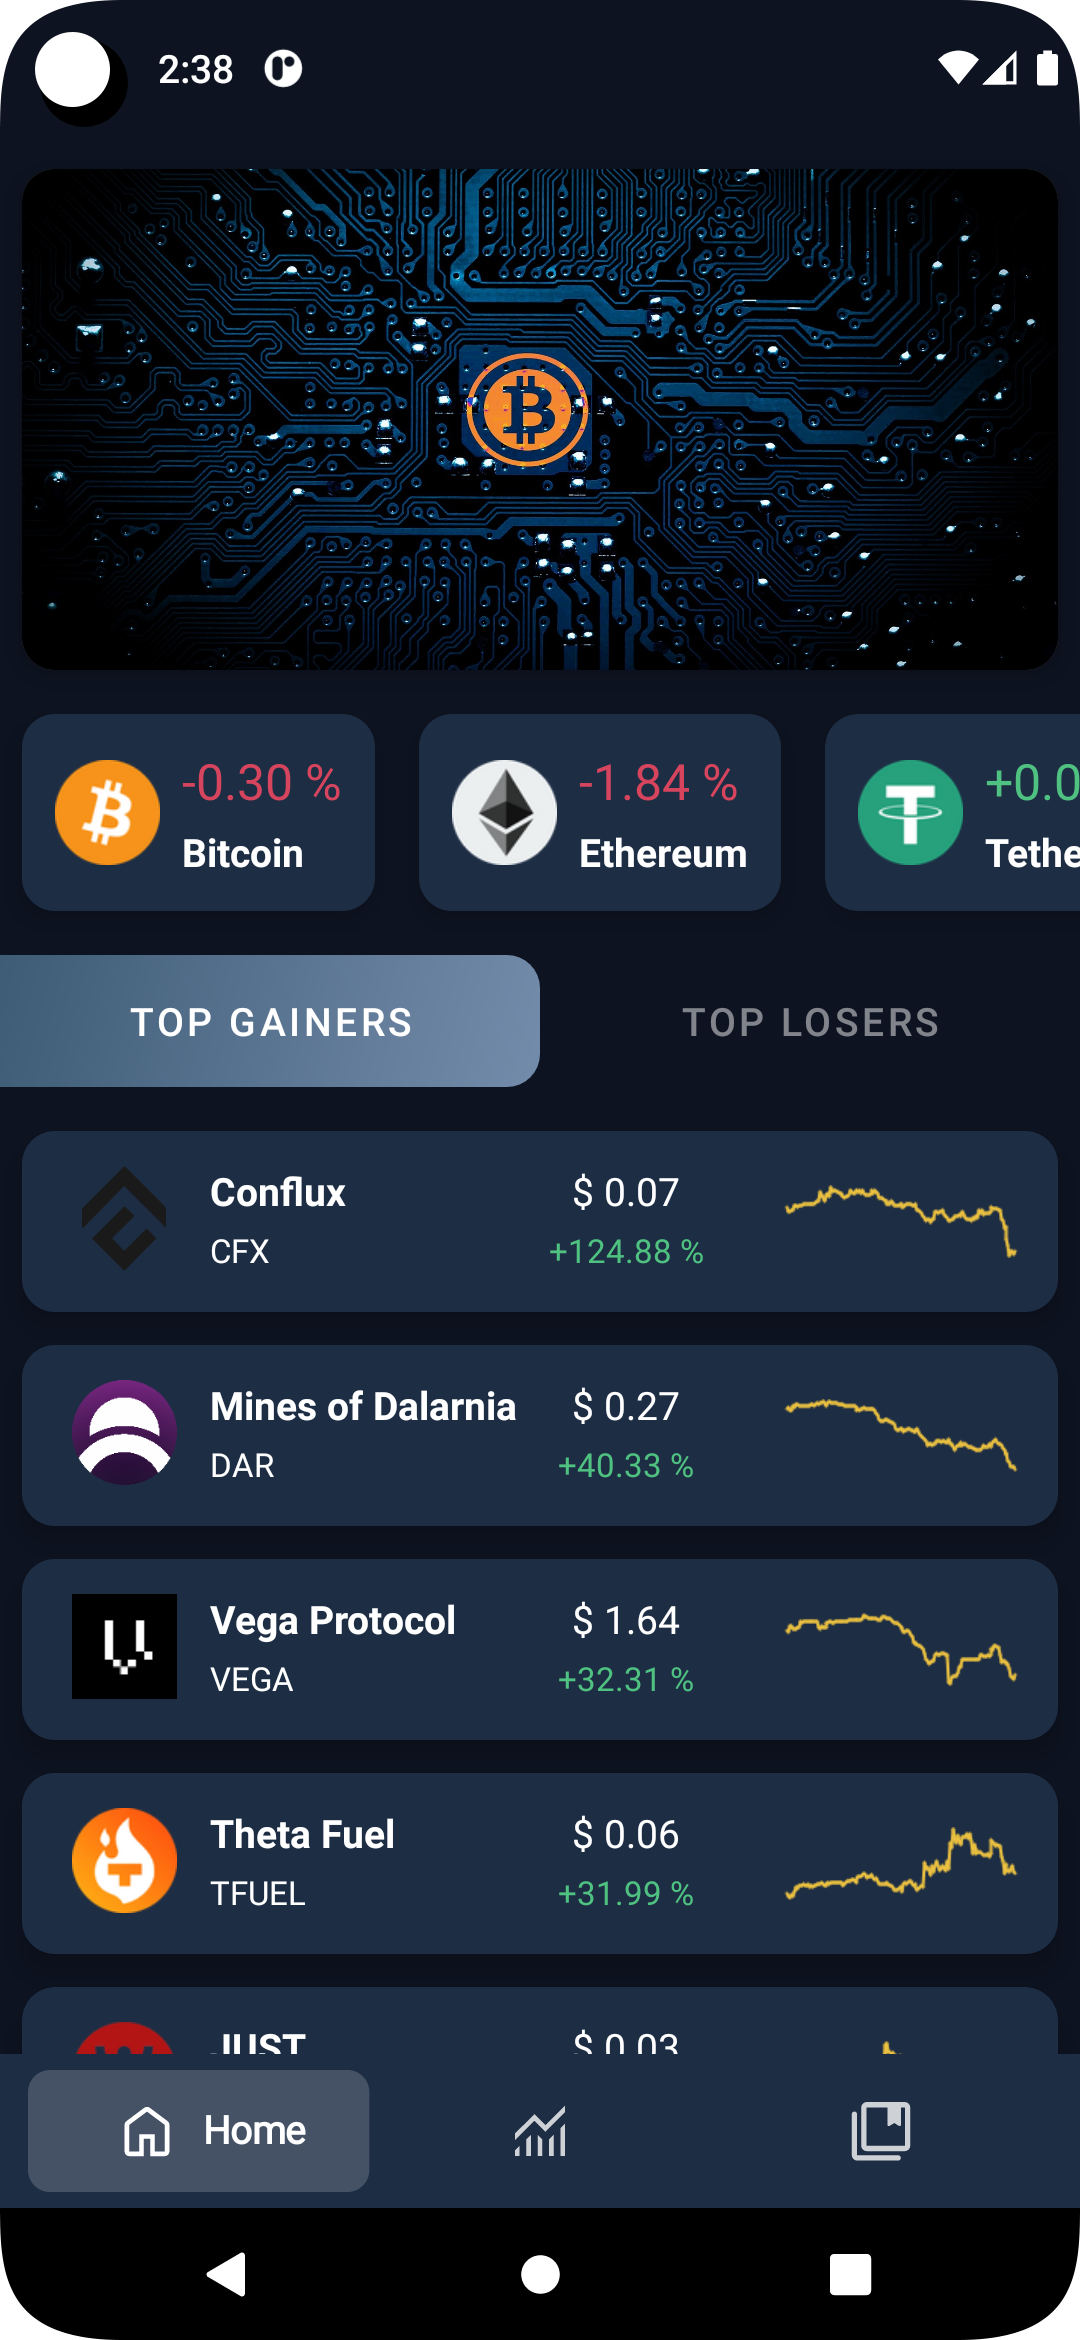 2:38
-0.30 %
Bitcoin
-1.84 %
Ethereum
+0.0
Tethe
TOP GAINERS
TOP LOSERS
Conflux
$ 0.07
CFX
+124.88 %
Mines of Dalarnia
$ 0.27
DAR
+40.33 %
Vega Protocol
$ 1.64
VEGA
+32.31 %
Theta Fuel
$ 0.06
TFUEL
+31.99 %
JUST
$ 0.03
Home